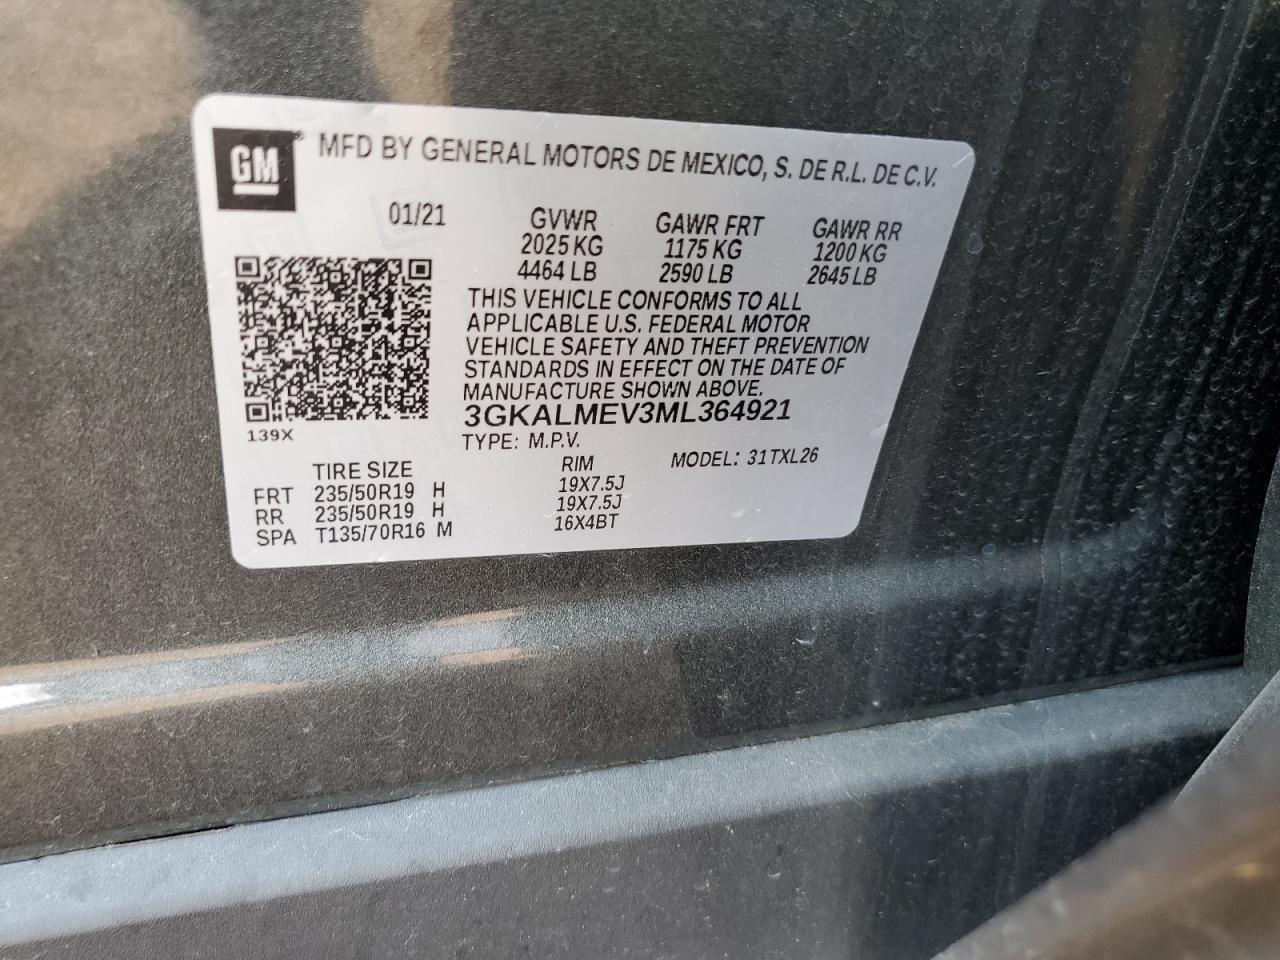 GM
MFD BY GENERAL MOTORS DE MEXICO, S. DE R.L. DE C.V.
01/21
GVWR GAWR FRT GAWR RR
2025 KG 1175 KG 1200 KG
4464 LB 2590 LB 2645 LB
THIS VEHICLE CONFORMS TO ALL
APPLICABLE U.S. FEDERAL MOTOR
VEHICLE SAFETY AND THEFT PREVENTION
STANDARDS IN EFFECT ON THE DATE OF
MANUFACTURE SHOWN ABOVE.
3GKALMEV3ML364921
139X
TYPE: M.P.V. MODEL: 31TXL26
TIRE SIZE RIM
FRT 235/50R19 H 19X7.5J
RR 235/50R19 H 19X7.5J
SPA T135/70R16 M 16X4BT